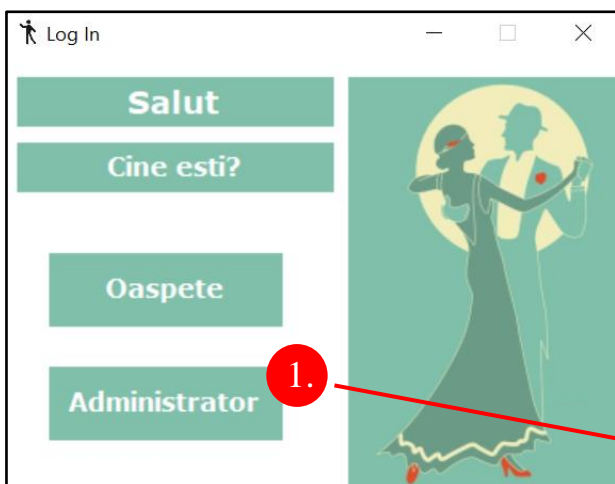 Log In
Salut
Cine esti?
Oaspete
Administrator
1.